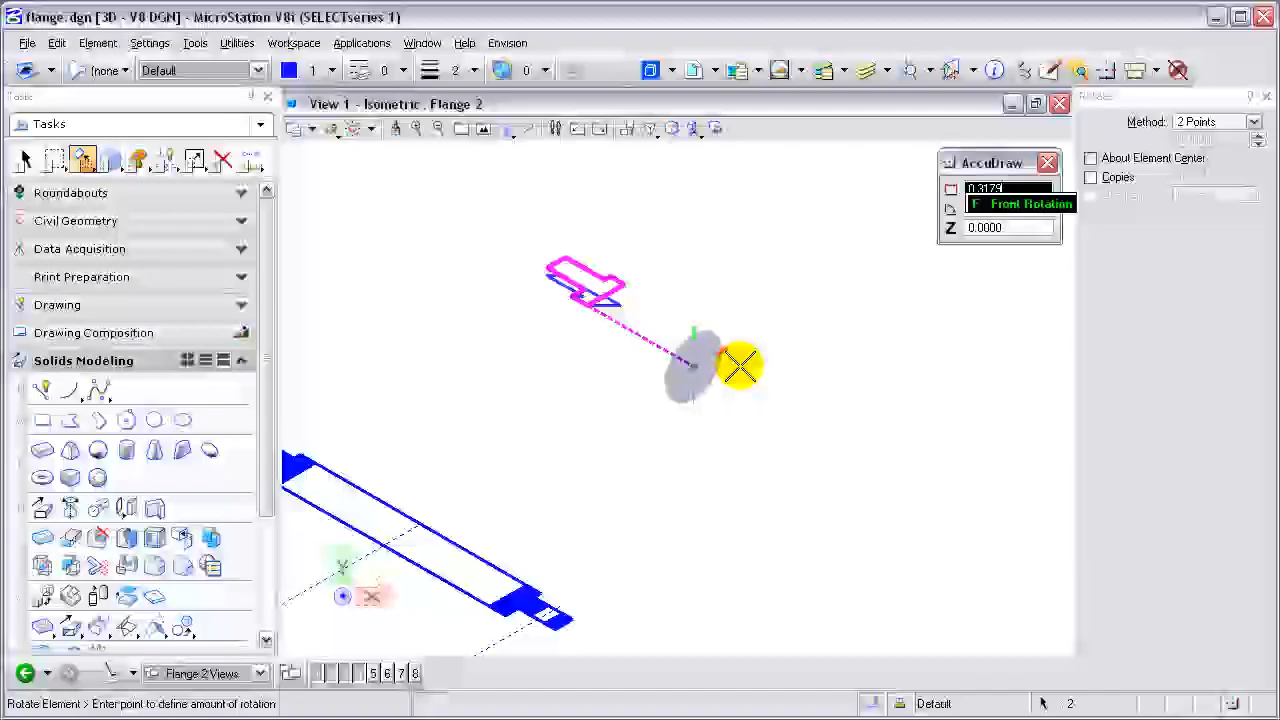 flange.dgn [3D - V8 DGN] - MicroStation V8i (SELECTseries 1)
File Edit Element Settings Tools Utilities Workspace Applications Window Help Envision
(none Default 1 0 2 0
Tasks
Roundabouts
Civil Geometry
Data Acquisition
Print Preparation
Drawing
Drawing Composition
Solids Modeling
View 1 - Isometric , Flange 2
AccuDraw
0.3179
F Front Rotation
Z 0.0000
Y
X
Method: 2 Points
About Element Center
Copies
Flange 2 Views 5 6 7 8
Rotate Element > Enter point to define amount of rotation
Default
2